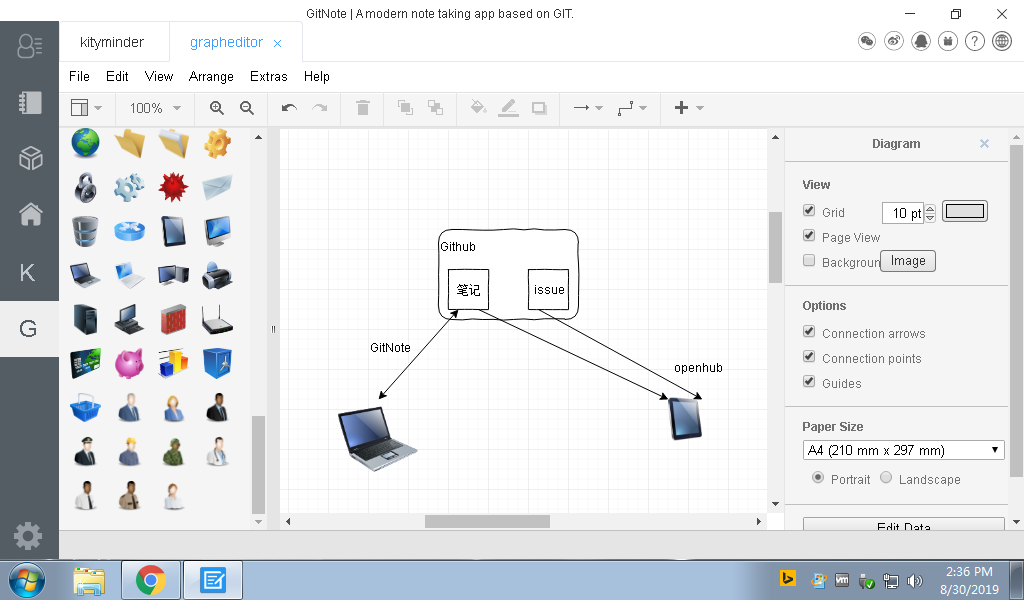 GitNote | A modern note taking app based on GIT.
kityminder
grapheditor
File Edit View Arrange Extras Help
100%
Diagram
View
Grid 10 pt
Page View
Backgroun Image
Options
Connection arrows
Connection points
Guides
Paper Size
A4 (210 mm x 297 mm)
Portrait Landscape
Edit Data
Github
笔记 issue
GitNote
openhub
K
G
2:36 PM
8/30/2019